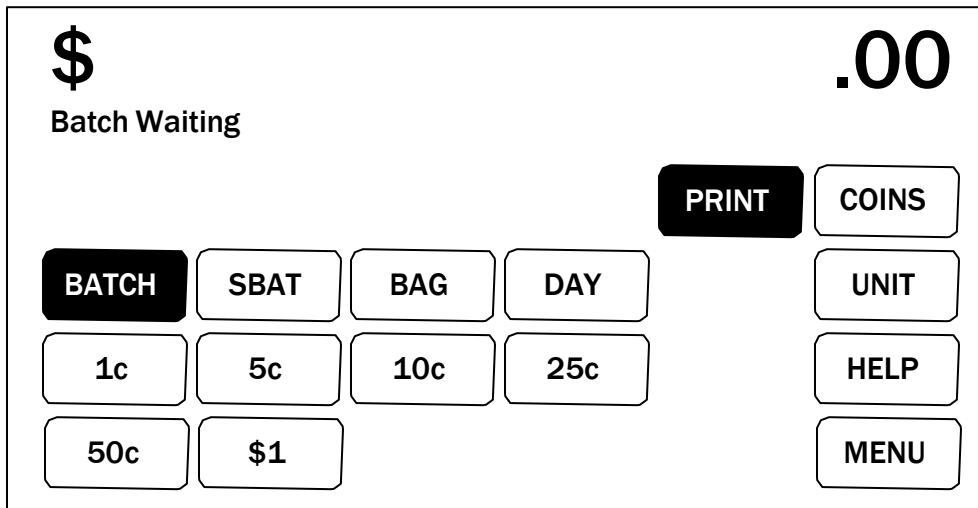 $ .00
Batch Waiting
PRINT COINS
BATCH SBAT BAG DAY UNIT
1c 5c 10c 25c HELP
50c $1 MENU